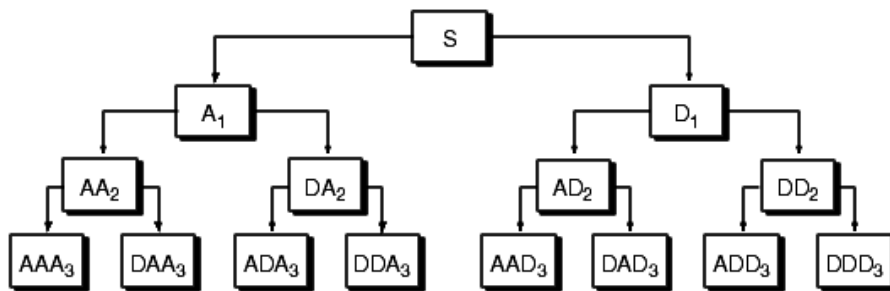 S
A₁ D₁
AA₂ DA₂ AD₂ DD₂
AAA₃ DAA₃ ADA₃ DDA₃ AAD₃ DAD₃ ADD₃ DDD₃